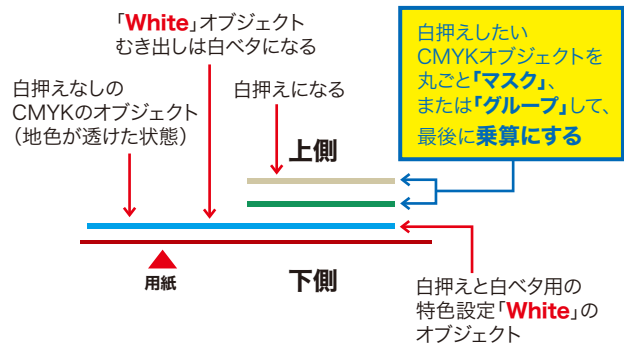 「White」オブジェクト
むき出しは白ベタになる
白押えなしの
CMYKのオブジェクト
(地色が透けた状態)
白押えになる
白押えしたい
CMYKオブジェクトを
丸ごと「マスク」、
または「グループ」して、
最後に乗算にする
上側
用紙
下側
白押えと白ベタ用の
特色設定「White」の
オブジェクト